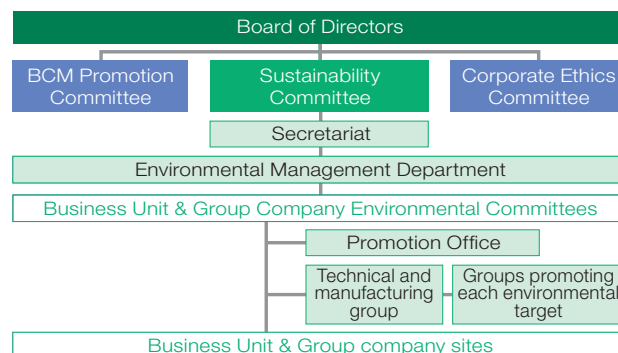 Board of Directors
BCM Promotion
Committee
Sustainability
Committee
Corporate Ethics
Committee
Secretariat
Environmental Management Department
Business Unit & Group Company Environmental Committees
Promotion Office
Technical and
manufacturing
group
Groups promoting
each environmental
target
Business Unit & Group company sites